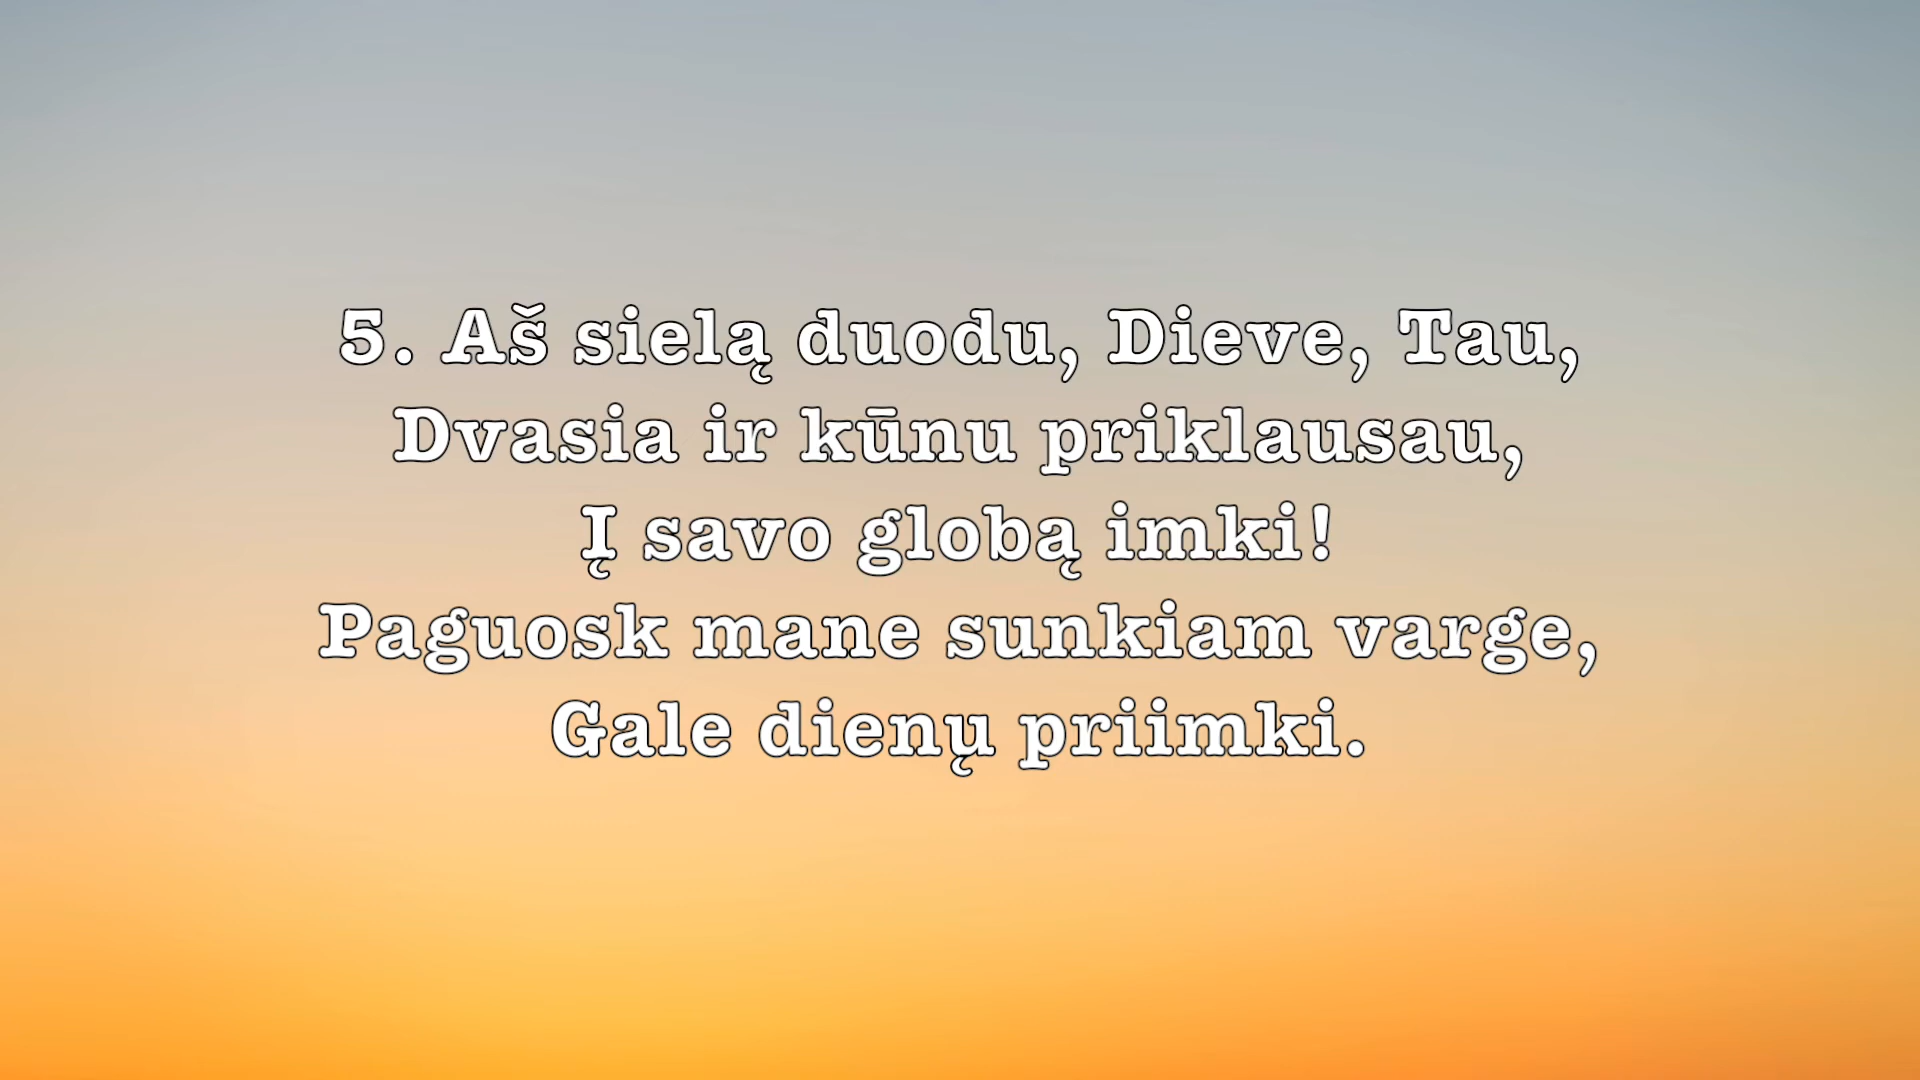 5. Aš sielą duodu, Dieve, Tau,
Dvasia ir kūnu priklausau,
Į savo globą imki!
Paguosk mane sunkiam varge,
Gale dienų priimki.